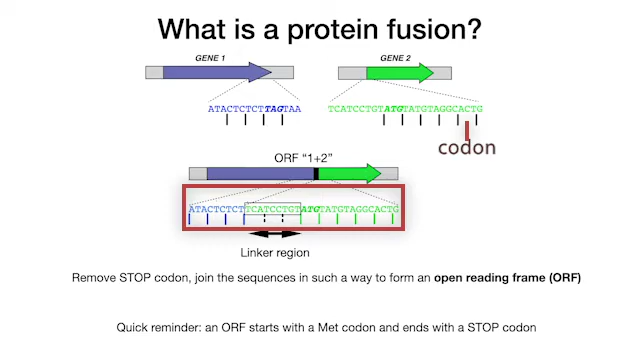 What is a protein fusion?
GENE 1
GENE 2
ATACTCTCTTAGTAA
TCATCCTGTATGTATGTAGGCACTG
codon
ORF “1+2”
ATACTCTCTTCATCCTGTATGTATGTAGGCACTG
Linker region
Remove STOP codon, join the sequences in such a way to form an open reading frame (ORF)
Quick reminder: an ORF starts with a Met codon and ends with a STOP codon